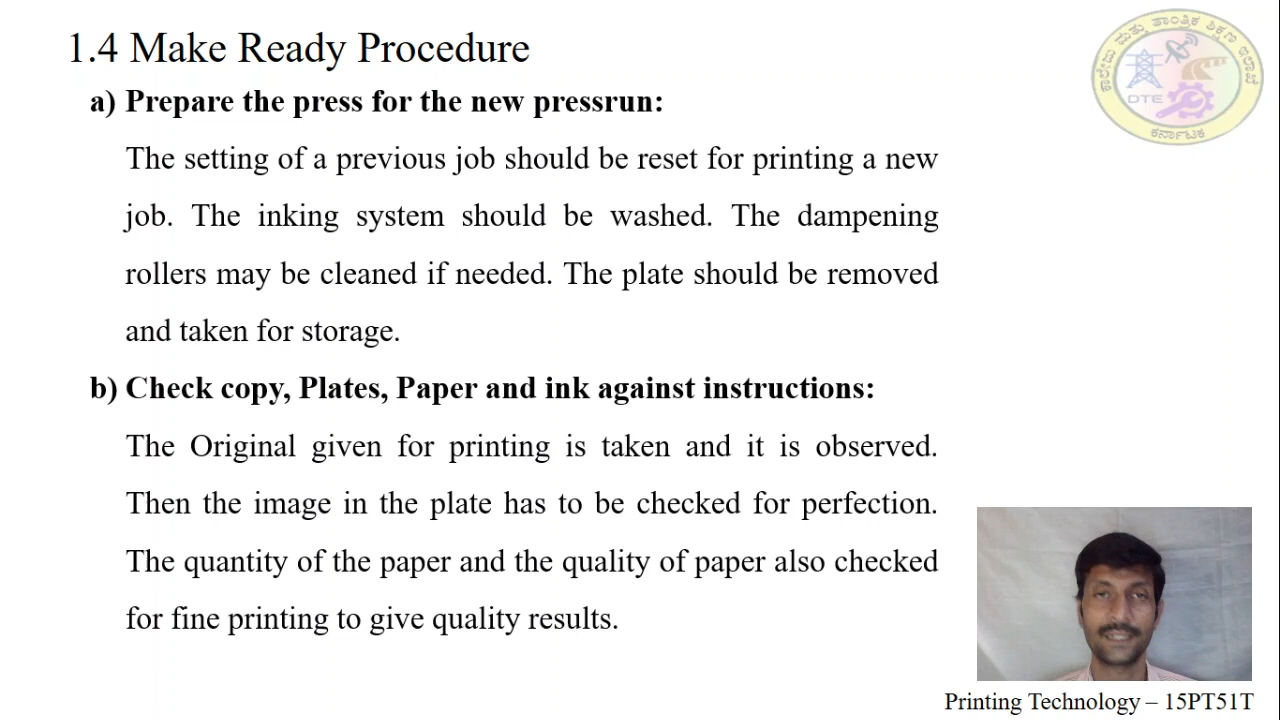 1.4 Make Ready Procedure
a) Prepare the press for the new pressrun:
The setting of a previous job should be reset for printing a new
job. The inking system should be washed. The dampening
rollers may be cleaned if needed. The plate should be removed
and taken for storage.
b) Check copy, Plates, Paper and ink against instructions:
The Original given for printing is taken and it is observed.
Then the image in the plate has to be checked for perfection.
The quantity of the paper and the quality of paper also checked
for fine printing to give quality results.
ಕಾಲೇಜು ಮತ್ತು ತಾಂತ್ರಿಕ ಶಿಕ್ಷಣ ಇಲಾಖೆ
DTE
ಕರ್ನಾಟಕ
Printing Technology – 15PT51T